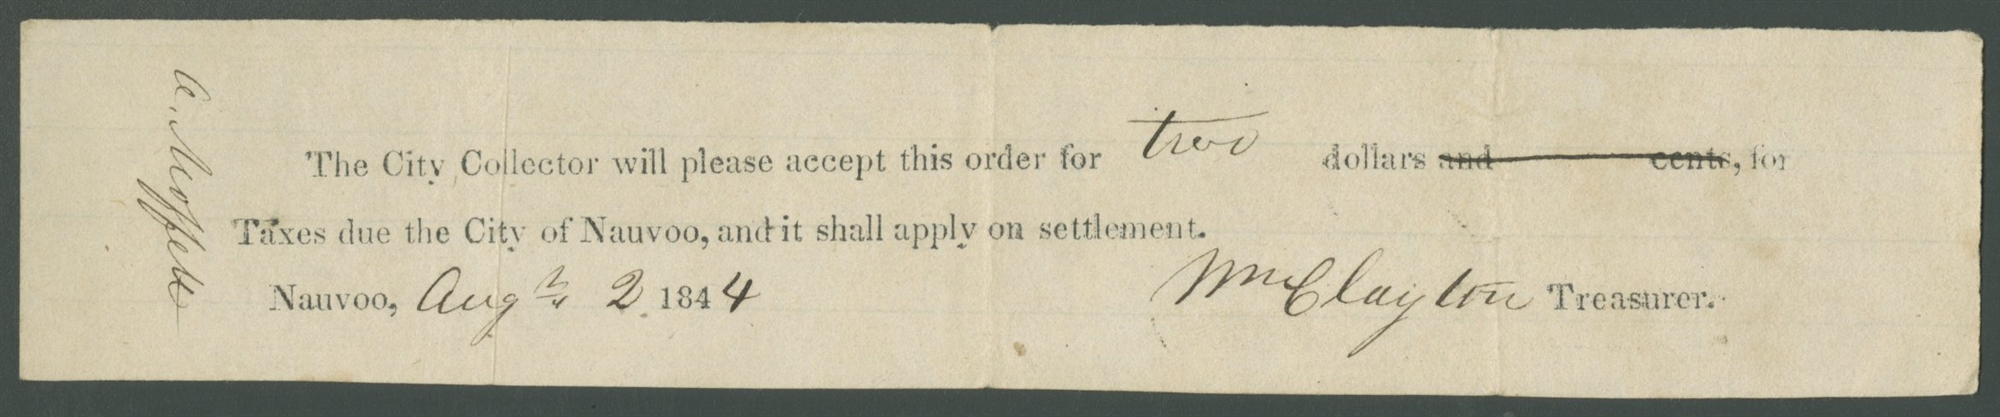 The City Collector will please accept this order for two dollars and cents, for
Taxes due the City of Nauvoo, and it shall apply on settlement.
Nauvoo, Augt. 2 1844 Wm Clayton Treasurer.
A. Moffett